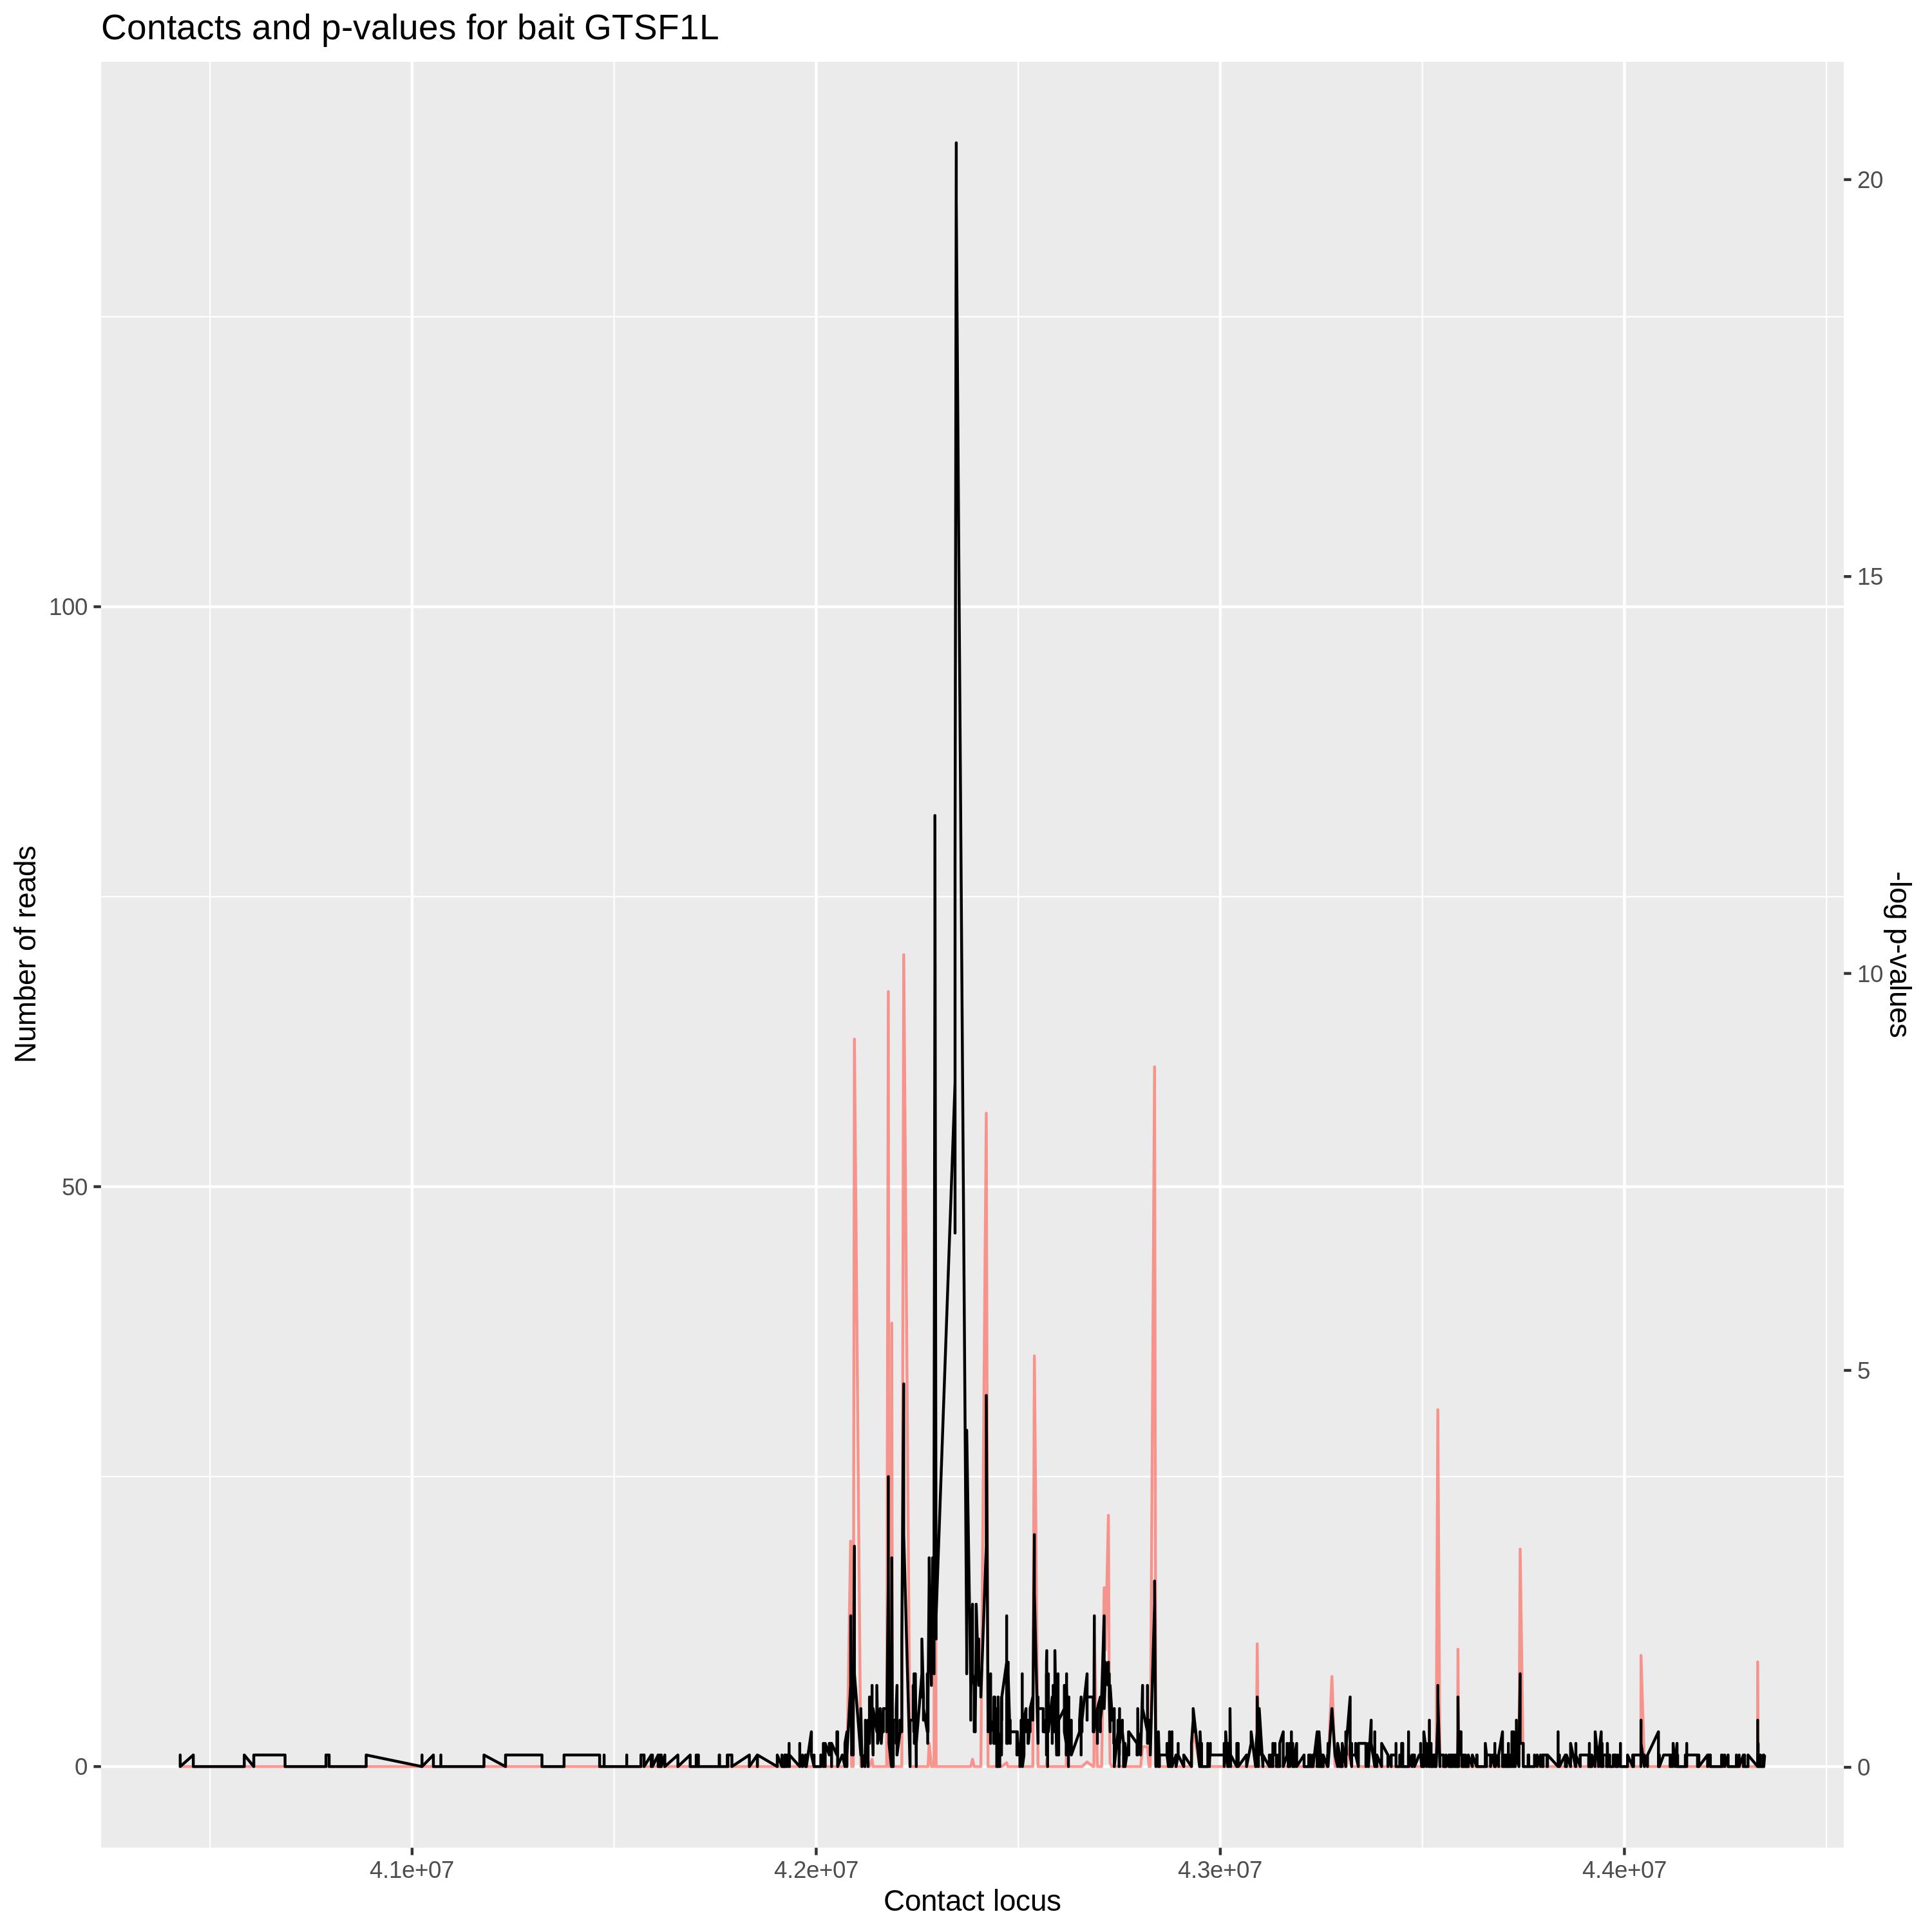 Contacts and p-values for bait GTSF1L
Number of reads
100
50
0
20
15
10
5
0
-log p-values
4.1e+07 4.2e+07 4.3e+07 4.4e+07
Contact locus